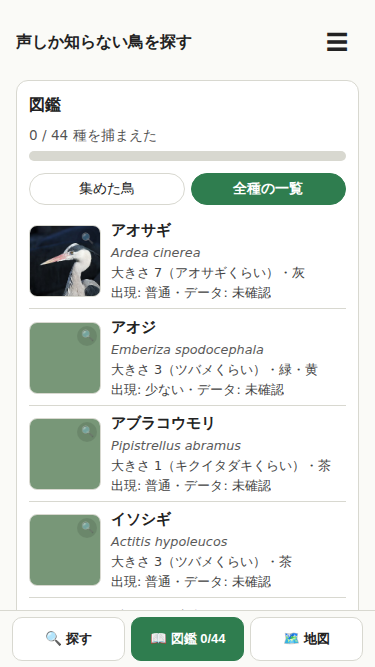 声しか知らない鳥を探す
図鑑
0 / 44 種を捕まえた
集めた鳥
全種の一覧
アオサギ
Ardea cinerea
大きさ 7（アオサギくらい）・灰
出現: 普通・データ: 未確認
アオジ
Emberiza spodocephala
大きさ 3（ツバメくらい）・緑・黄
出現: 少ない・データ: 未確認
アブラコウモリ
Pipistrellus abramus
大きさ 1（キクイタダキくらい）・茶
出現: 普通・データ: 未確認
イソシギ
Actitis hypoleucos
大きさ 3（ツバメくらい）・茶
出現: 普通・データ: 未確認
🔍 探す
📖 図鑑 0/44
🗺️ 地図